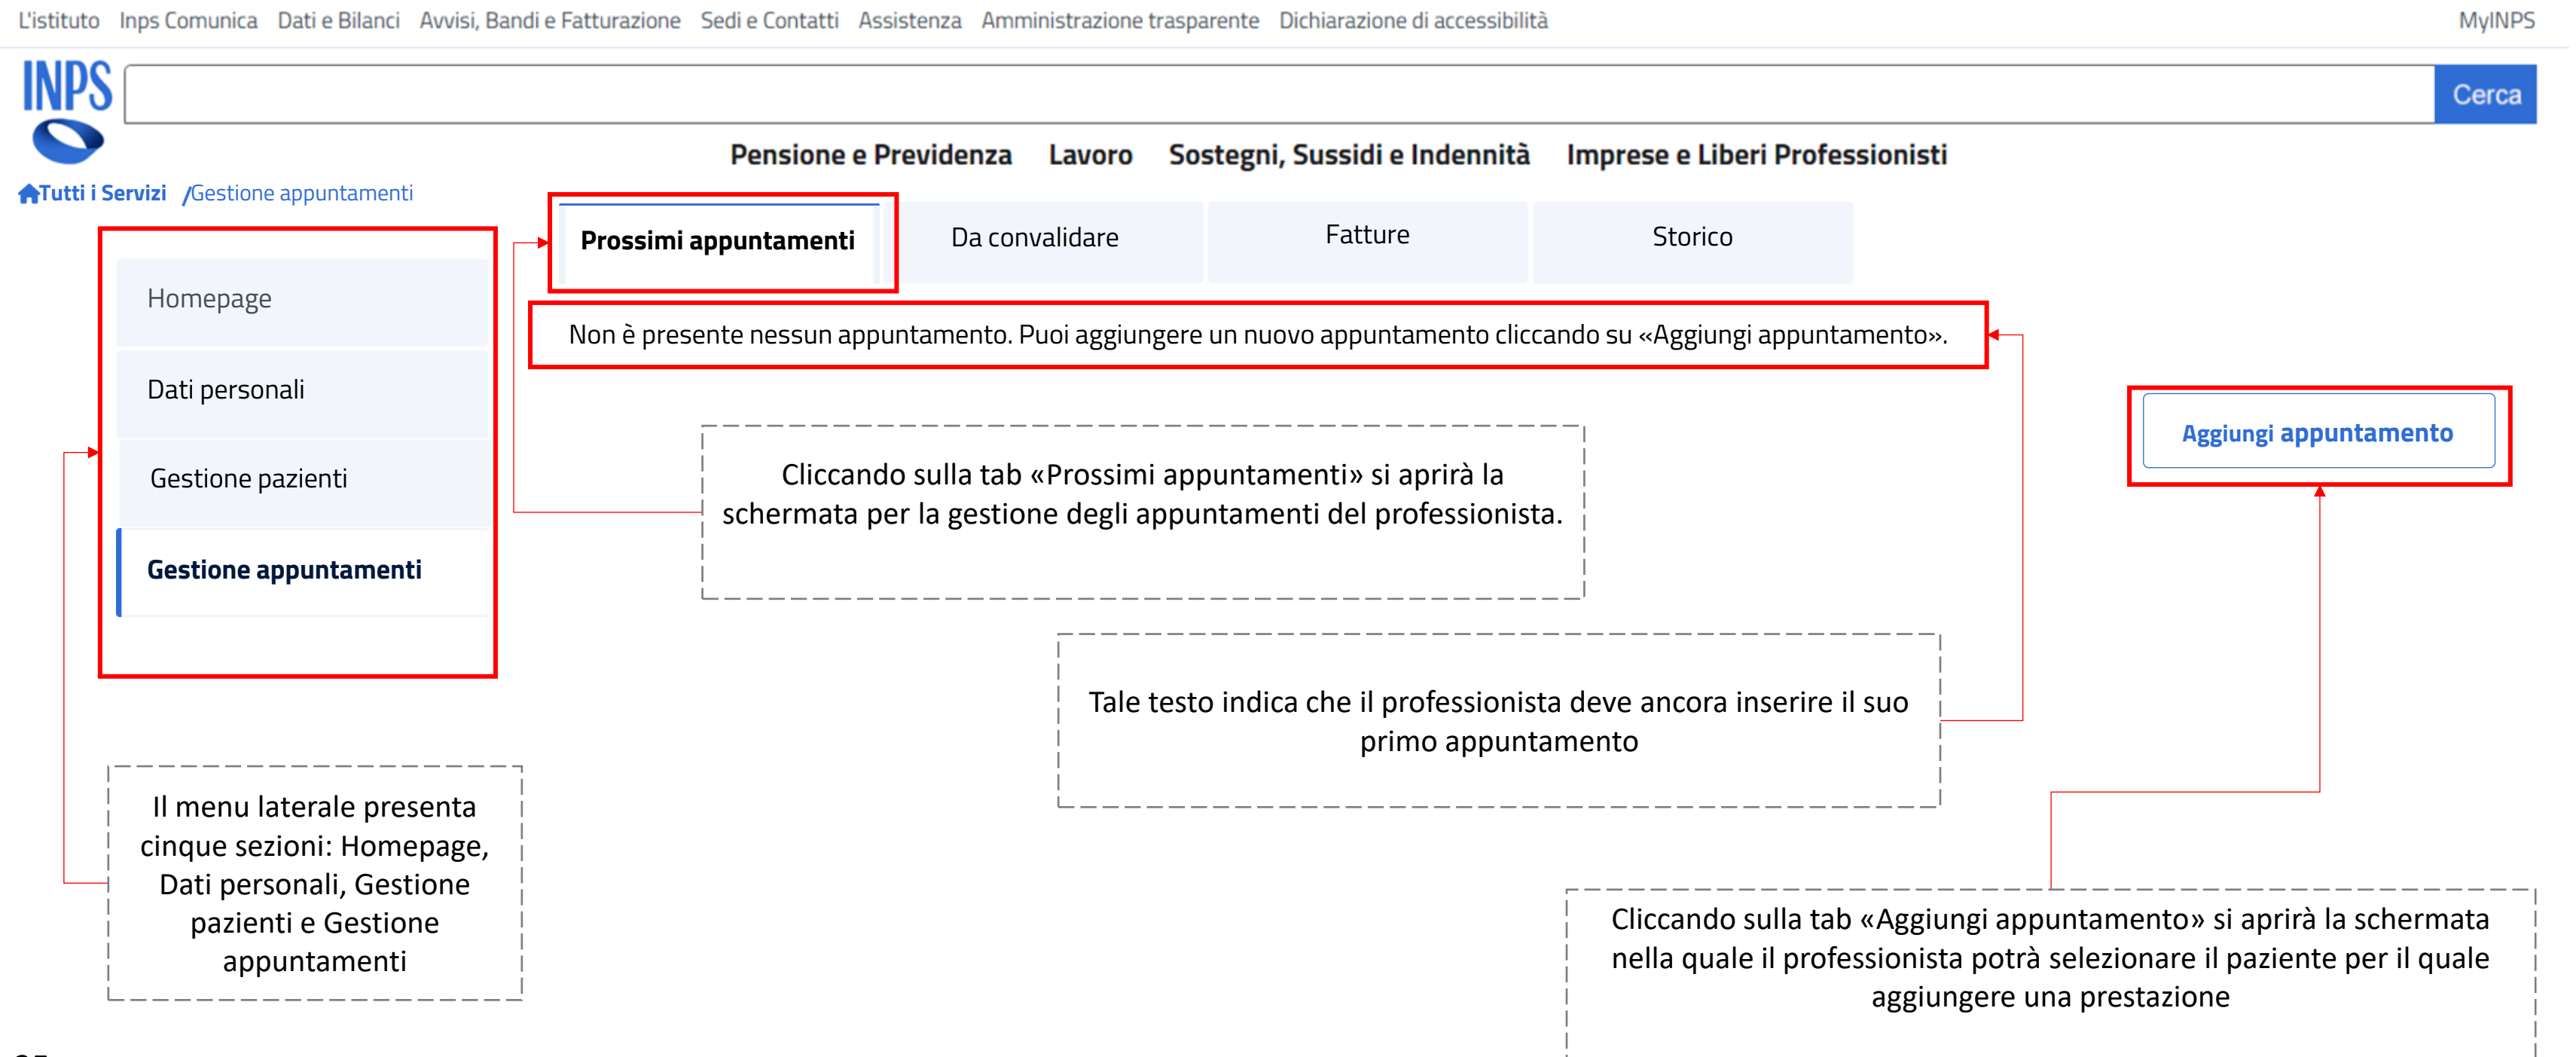 L'istituto Inps Comunica Dati e Bilanci Avvisi, Bandi e Fatturazione Sedi e Contatti Assistenza Amministrazione trasparente Dichiarazione di accessibilità MyINPS
INPS
Cerca
Pensione e Previdenza Lavoro Sostegni, Sussidi e Indennità Imprese e Liberi Professionisti
Tutti i Servizi /Gestione appuntamenti
Prossimi appuntamenti Da convalidare Fatture Storico
Homepage
Dati personali
Gestione pazienti
Gestione appuntamenti
Non è presente nessun appuntamento. Puoi aggiungere un nuovo appuntamento cliccando su «Aggiungi appuntamento».
Aggiungi appuntamento
Cliccando sulla tab «Prossimi appuntamenti» si aprirà la
schermata per la gestione degli appuntamenti del professionista.
Tale testo indica che il professionista deve ancora inserire il suo
primo appuntamento
Il menu laterale presenta
cinque sezioni: Homepage,
Dati personali, Gestione
pazienti e Gestione
appuntamenti
Cliccando sulla tab «Aggiungi appuntamento» si aprirà la schermata
nella quale il professionista potrà selezionare il paziente per il quale
aggiungere una prestazione